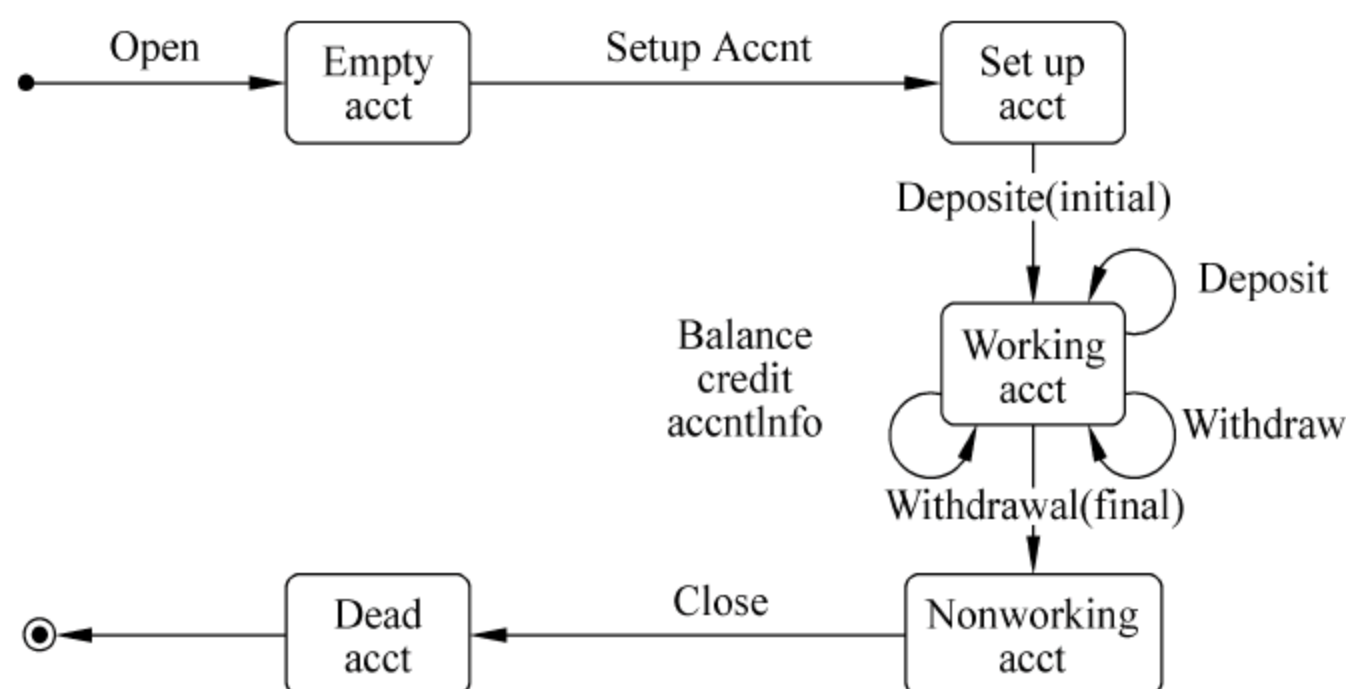 Open
Empty
acct
Setup Accnt
Set up
acct
Deposite(initial)
Deposit
Working
acct
Balance
credit
accntlnfo
Withdraw
Withdrawal(final)
Nonworking
acct
Close
Dead
acct